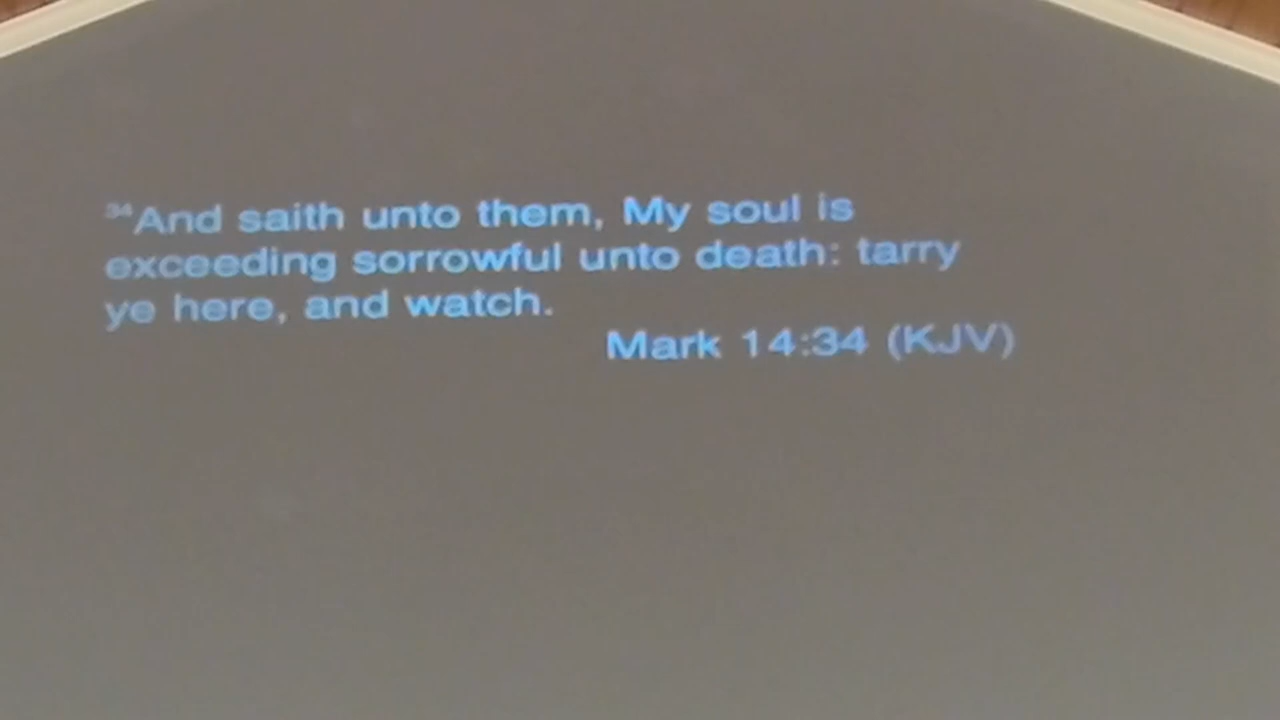 ³⁴And saith unto them, My soul is
exceeding sorrowful unto death: tarry
ye here, and watch.
Mark 14:34 (KJV)